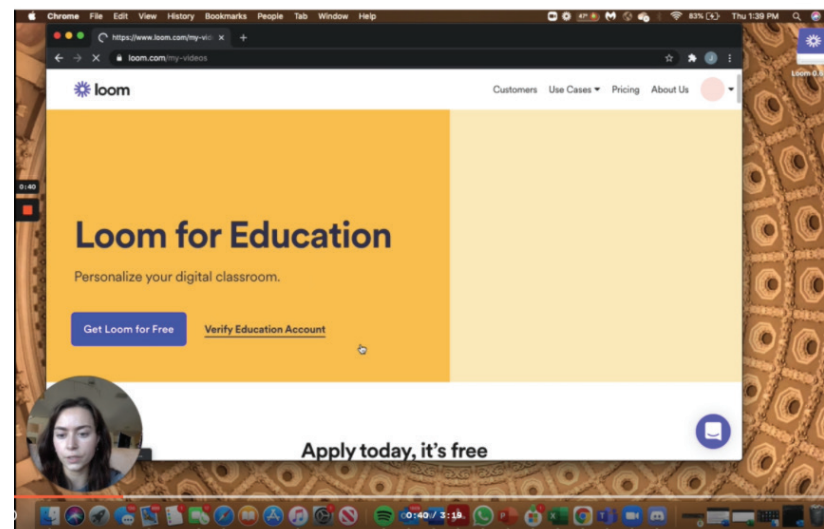 Chrome File Edit View History Bookmarks People Tab Window Help 83% Thu 1:39 PM
https://www.loom.com/my-vid x +
loom.com/my-videos
loom
Customers Use Cases Pricing About Us
0:40
Loom for Education
Personalize your digital classroom.
Get Loom for Free Verify Education Account
Apply today, it's free
0:40 / 3:19